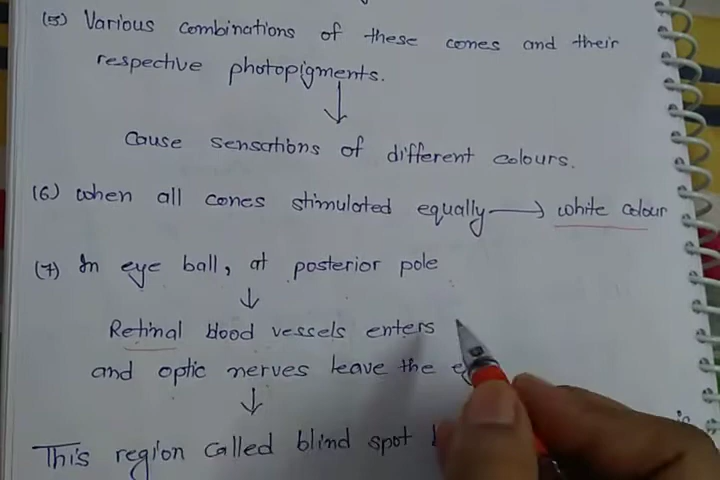 (5) Various combinations of these cones and their
respective photopigments.
↓
Cause sensations of different colours.
(6) When all cones stimulated equally → white colour
(7) In eye ball, at posterior pole
↓
Retinal blood vessels enters
and optic nerves leave the
↓
This region called blind spot